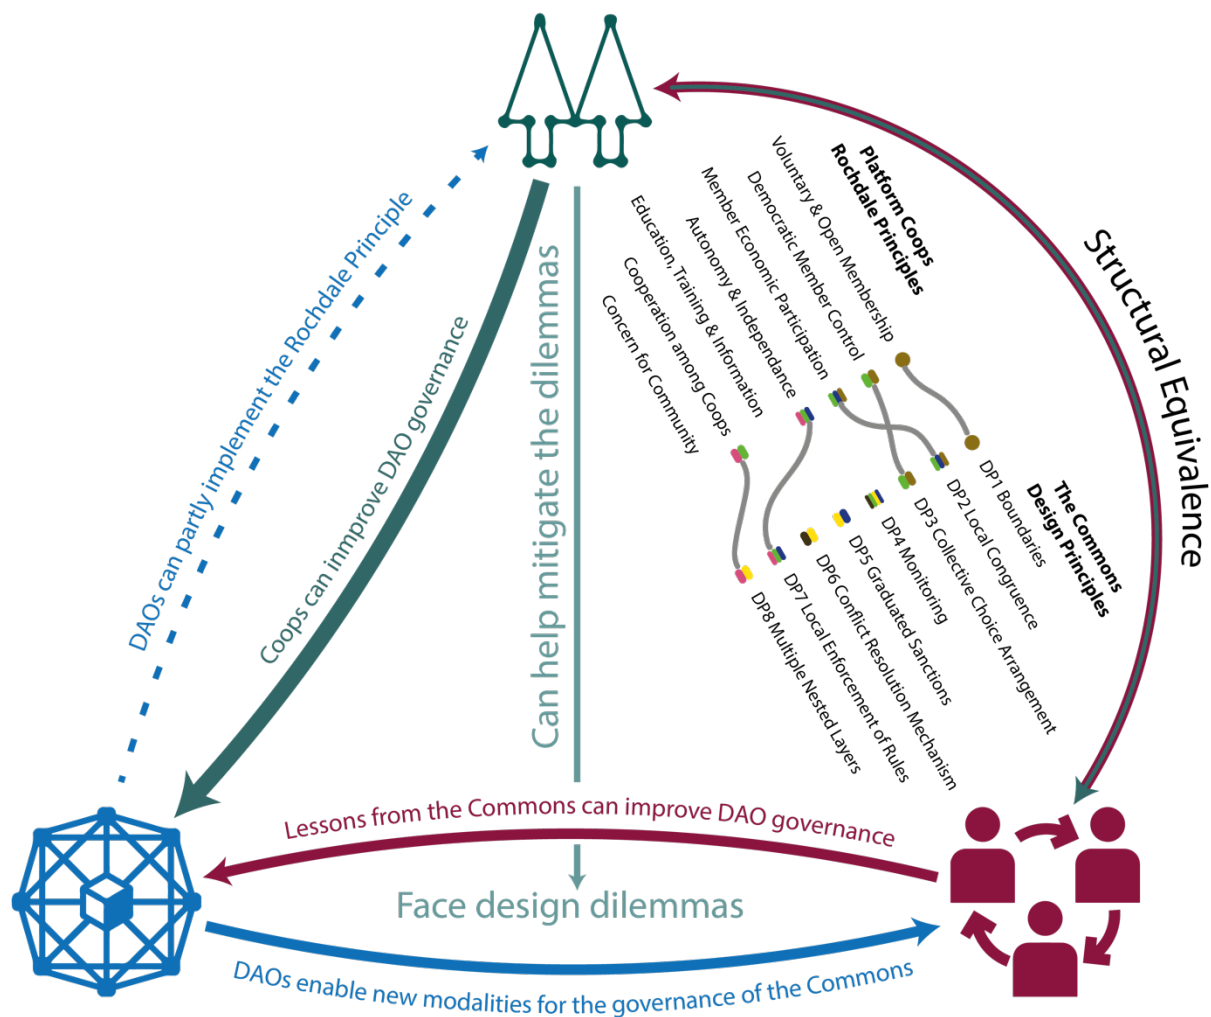 Platform Coops
Rochdale Principles
Voluntary & Open Membership
Democratic Member Control
Member Economic Participation
Autonomy & Independence
Education, Training & Information
Cooperation among Coops
Concern for Community
Structural Equivalence
The Commons
Design Principles
DP1 Boundaries
DP2 Local Congruence
DP3 Collective Choice Arrangement
DP4 Monitoring
DP5 Graduated Sanctions
DP6 Conflict Resolution Mechanism
DP7 Local Enforcement of Rules
DP8 Multiple Nested Layers
DAOs can partly implement the Rochdale Principle
Coops can inmprove DAO governance
Can help mitigate the dilemmas
Lessons from the Commons can improve DAO governance
Face design dilemmas
DAOs enable new modalities for the governance of the Commons